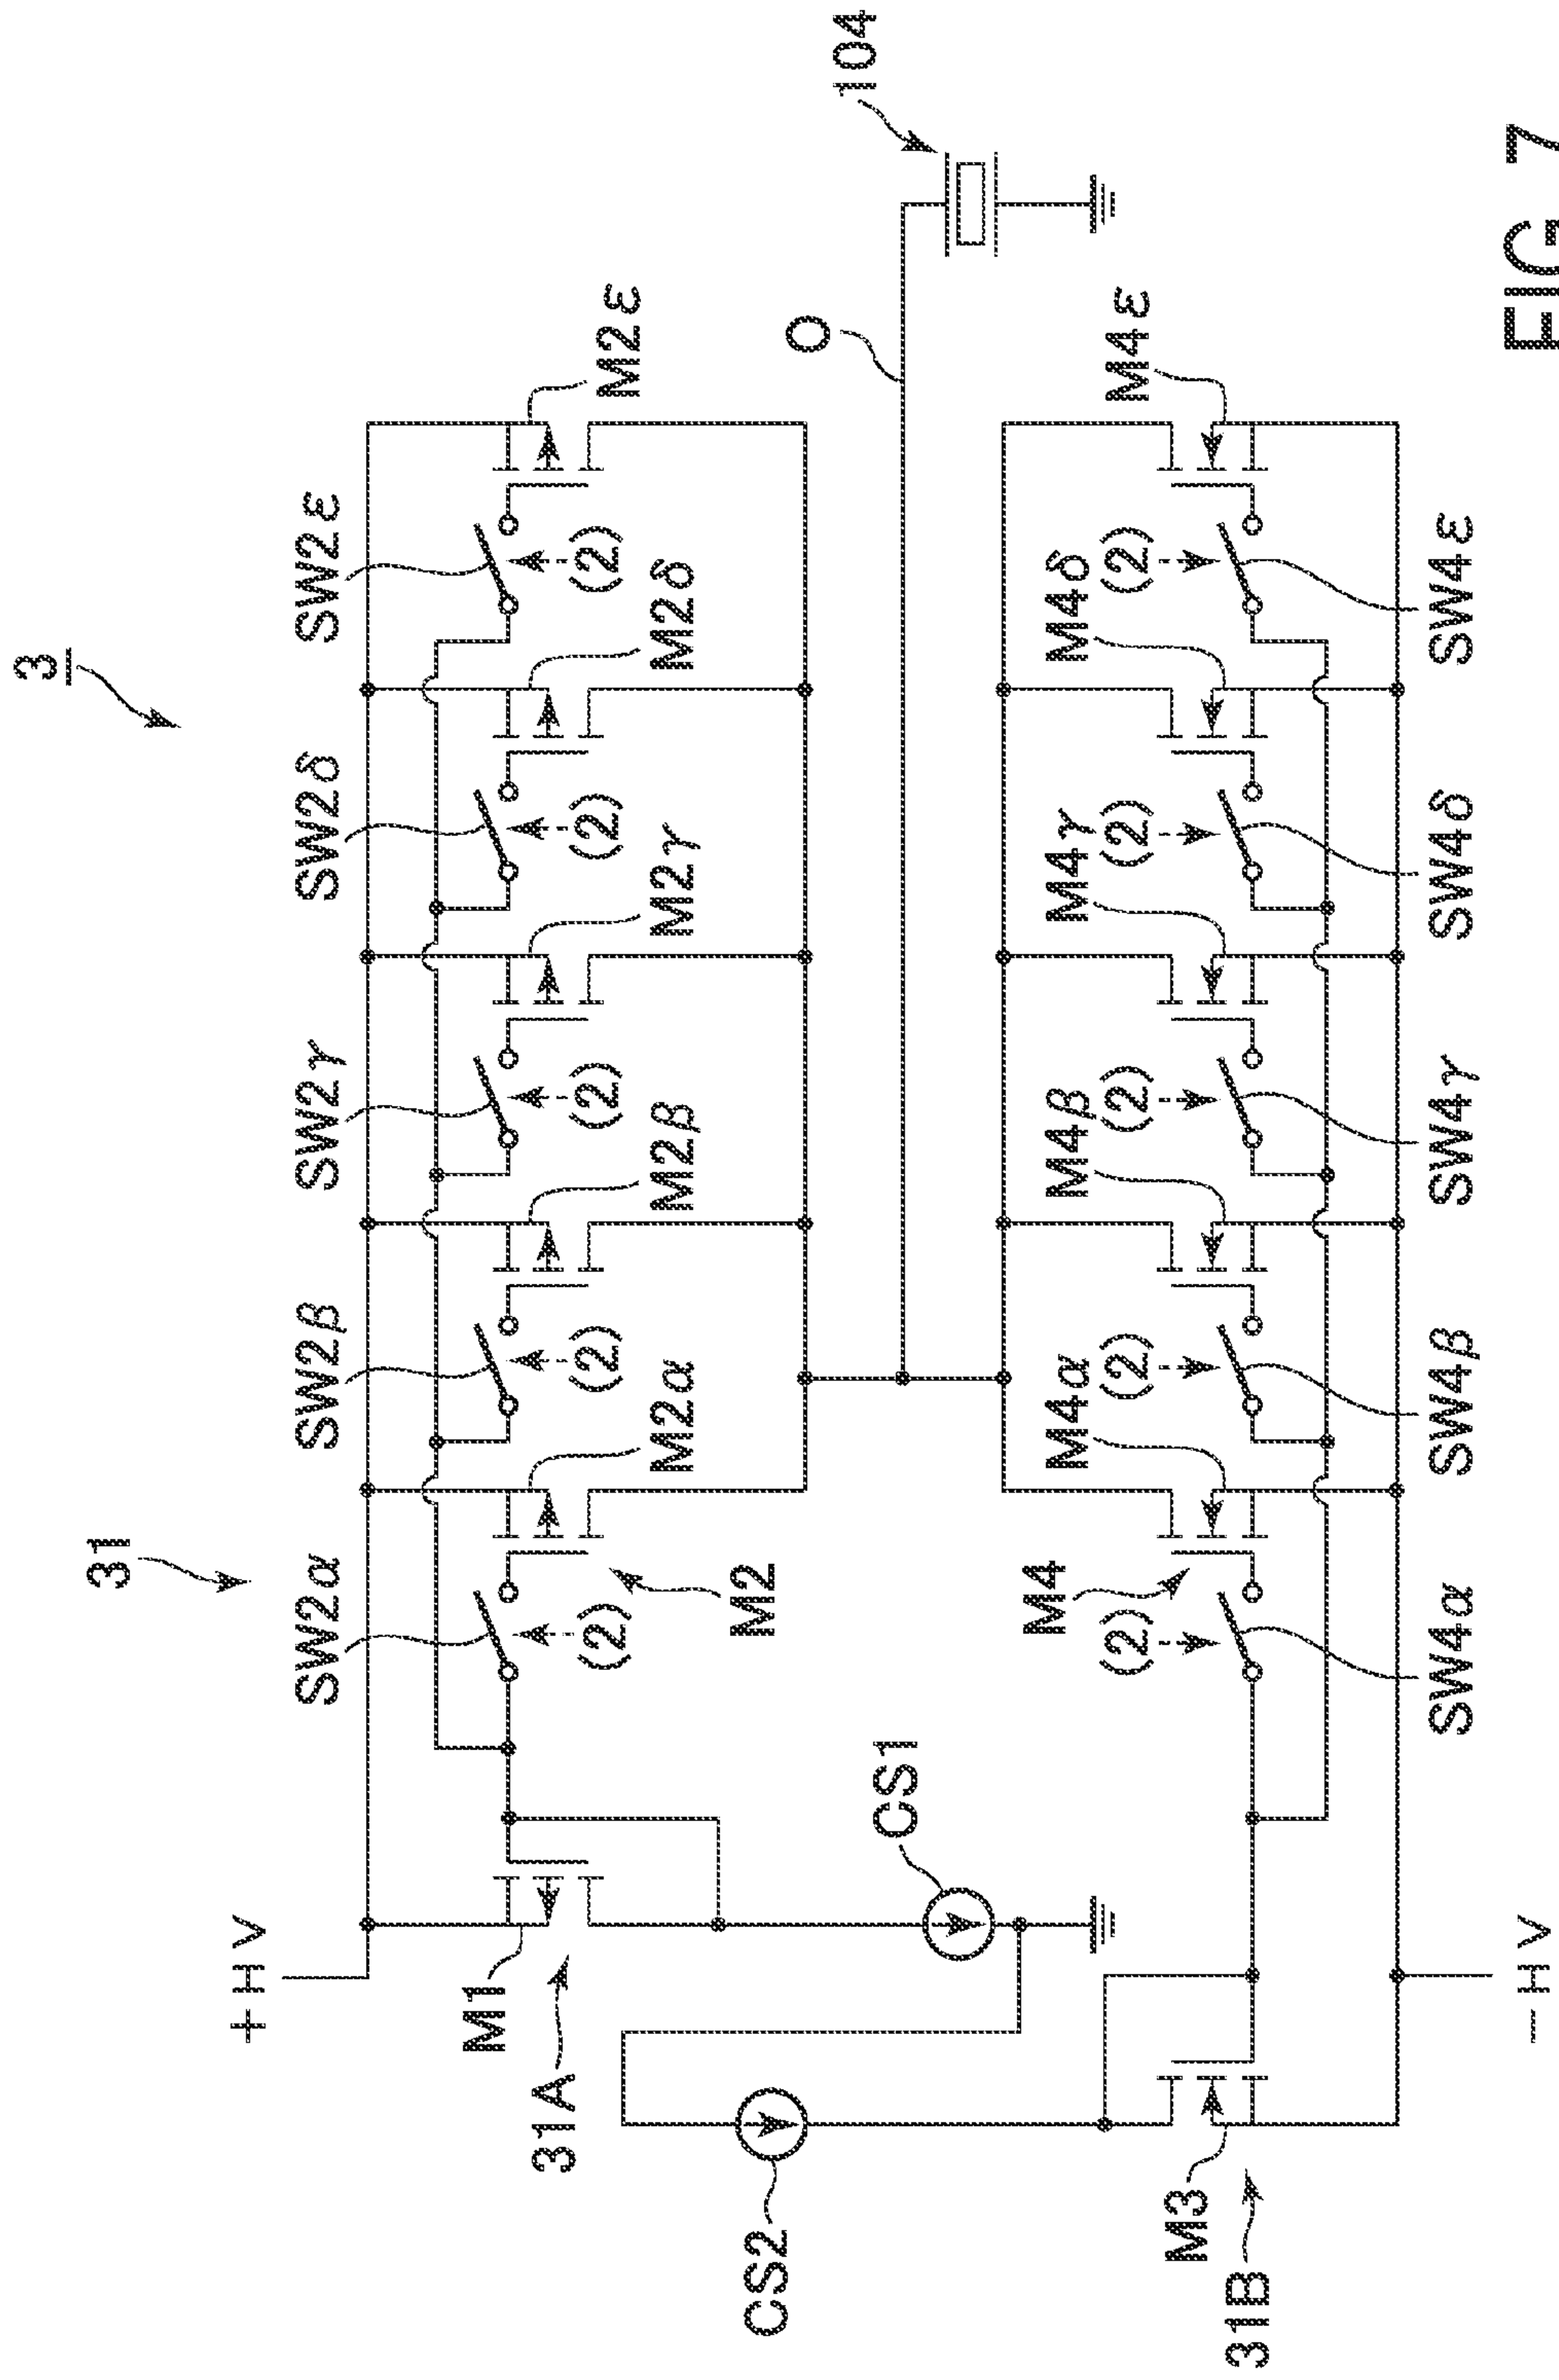 3
31
+HV
SW2α
SW2β
SW2γ
SW2δ
SW2ε
M1
31A
(2)
(2)
(2)
(2)
(2)
M2
M2α
M2β
M2γ
M2δ
M2ε
CS2
CS1
O
104
M4
M4α
M4β
M4γ
M4δ
M4ε
(2)
(2)
(2)
(2)
(2)
M3
31B
SW4α
SW4β
SW4γ
SW4δ
SW4ε
−HV
FIG 7